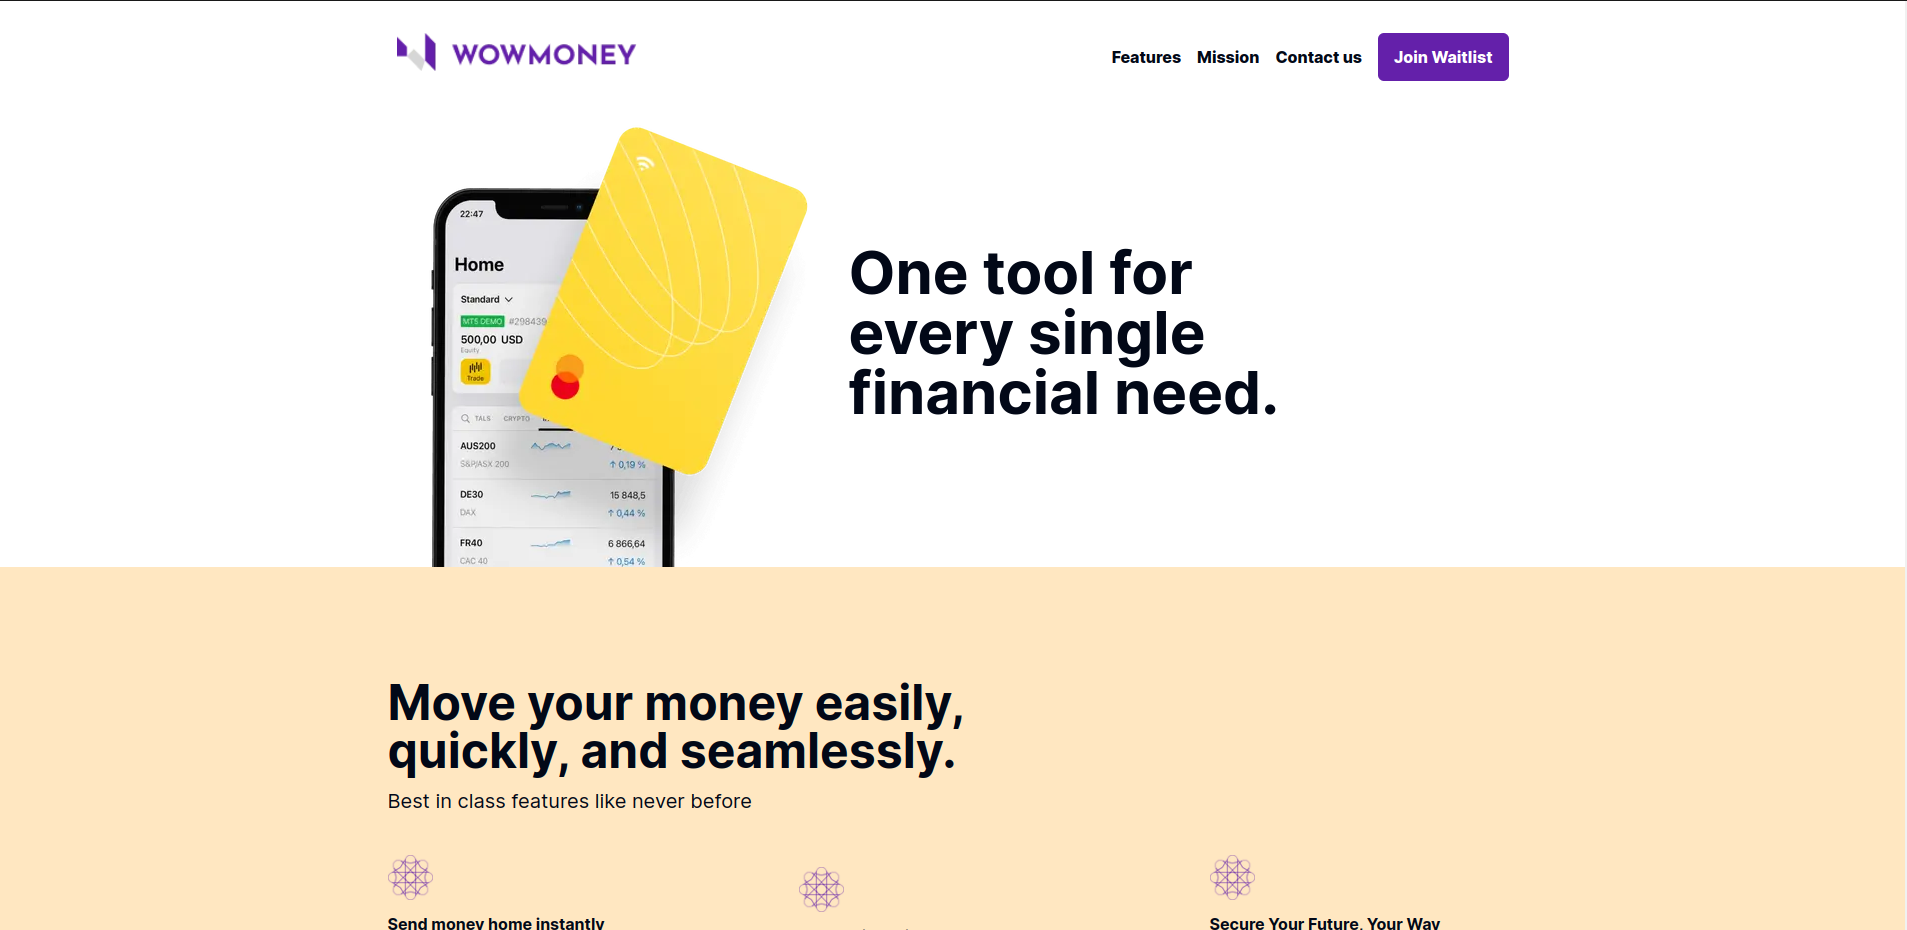 WOWMONEY
Features Mission Contact us Join Waitlist
22:47
Home
Standard
MT5 DEMO #298439
500,00 USD
Equity
Trade
TALS CRYPTO
AUS200
S&P/ASX 200 ↑ 0,19 %
DE30 15 848,5
DAX ↑ 0,44 %
FR40 6 866,64
CAC 40 ↑ 0,54 %
One tool for
every single
financial need.
Move your money easily,
quickly, and seamlessly.
Best in class features like never before
Send money home instantly
Secure Your Future, Your Way